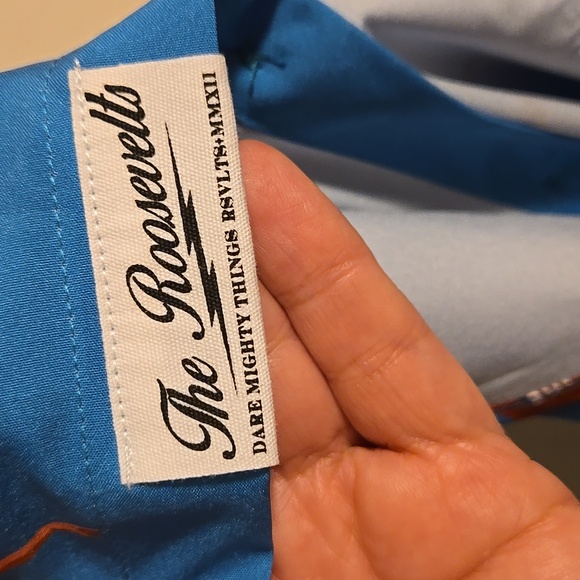 The Roosevelts
DARE MIGHTY THINGS RSVLTS★MMXII